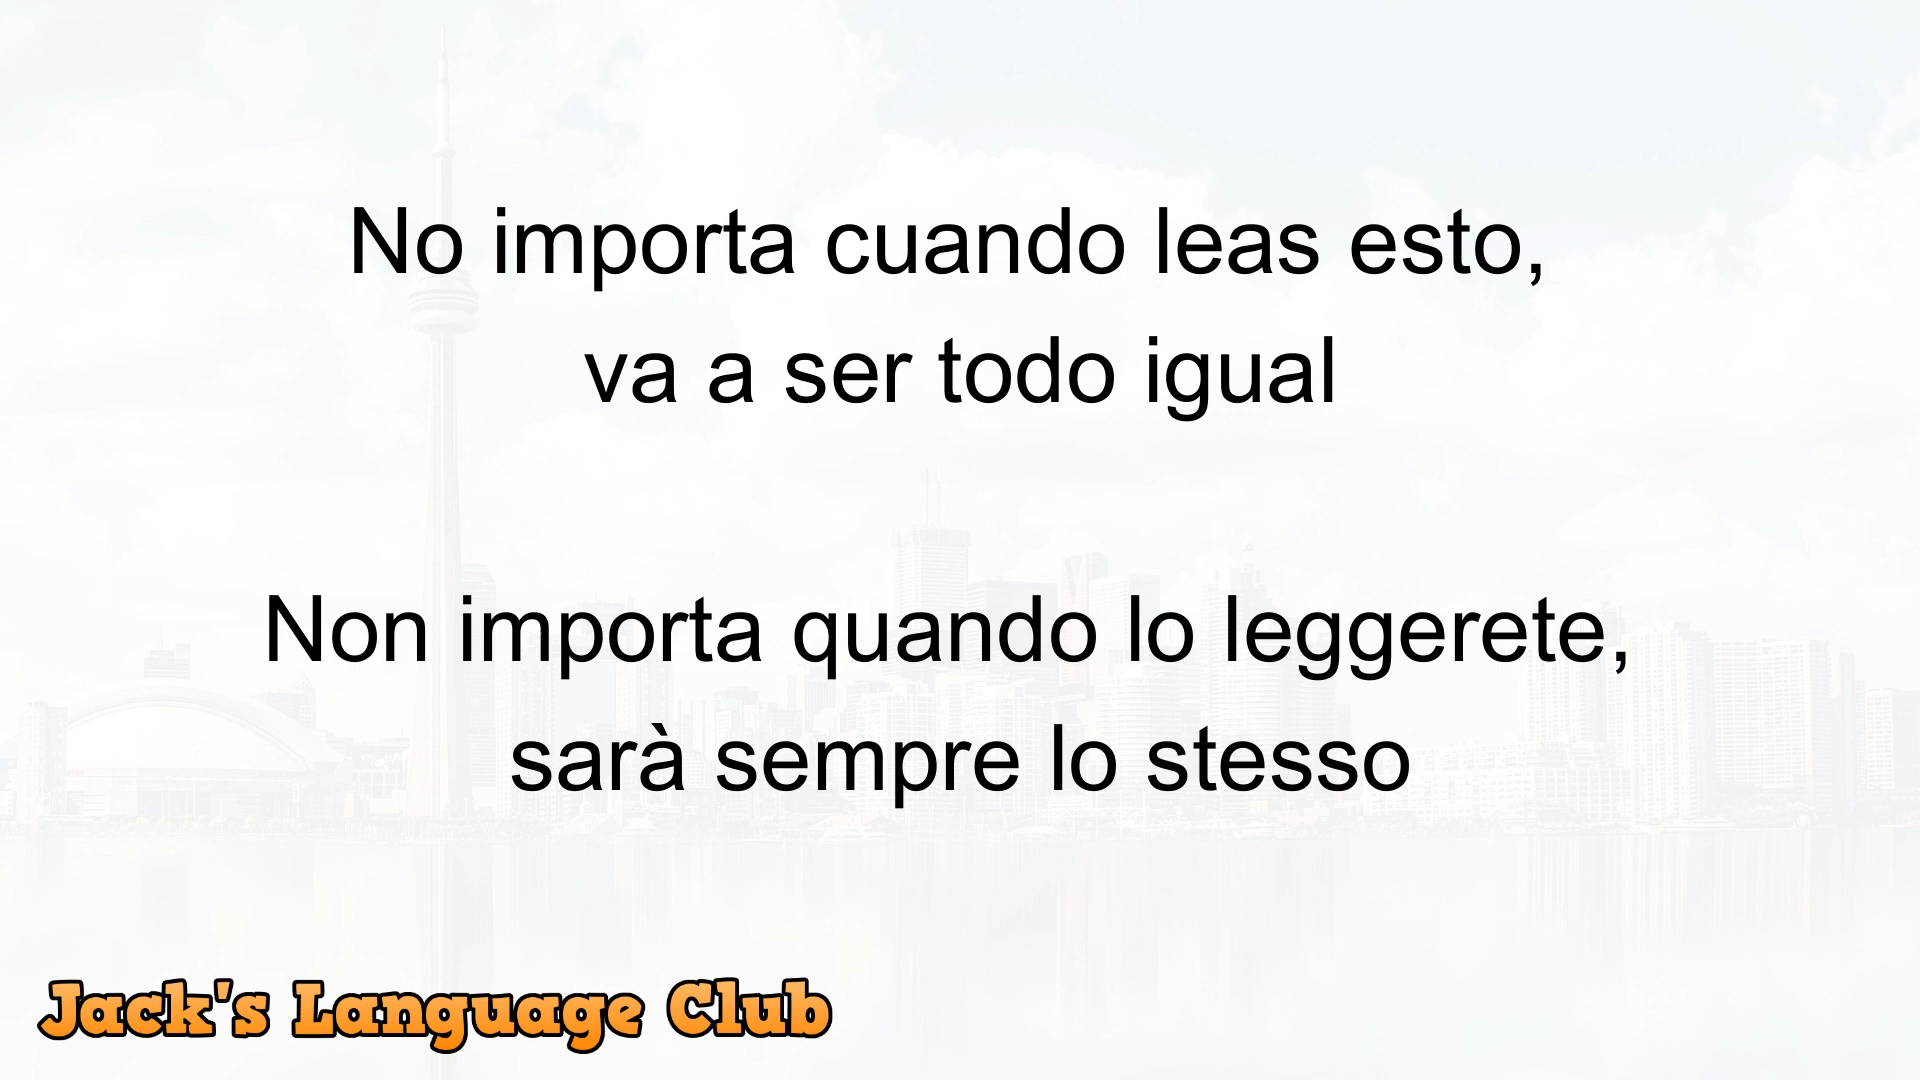 No importa cuando leas esto,
va a ser todo igual
Non importa quando lo leggerete,
sarà sempre lo stesso
Jack's Language Club